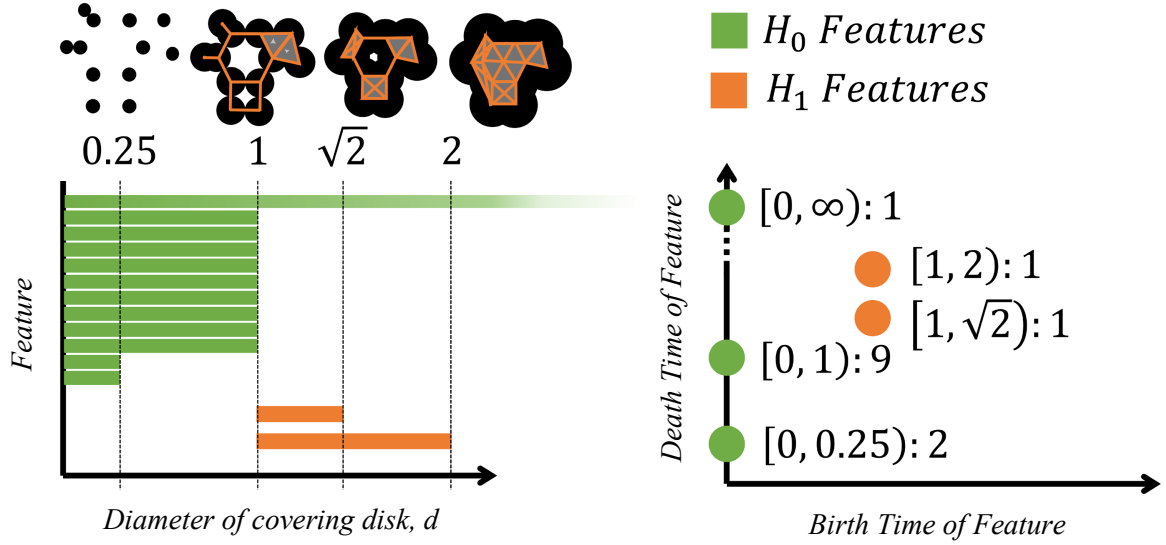 H₀ Features
H₁ Features
0.25 1 √2 2
Feature
Diameter of covering disk, d
Death Time of Feature
[0, ∞): 1
[1, 2): 1
[1, √2): 1
[0, 1): 9
[0, 0.25): 2
Birth Time of Feature